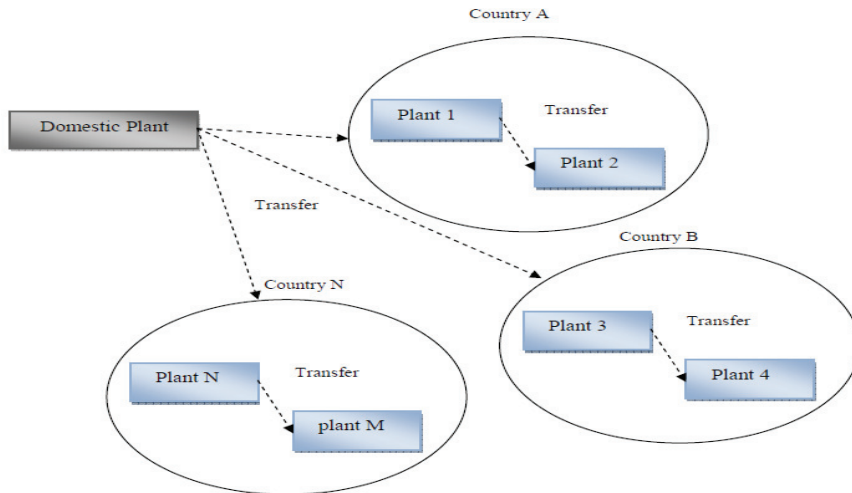 Country A
Plant 1
Transfer
Domestic Plant
Plant 2
Transfer
Country B
Country N
Plant 3
Transfer
Plant N
Transfer
Plant 4
plant M